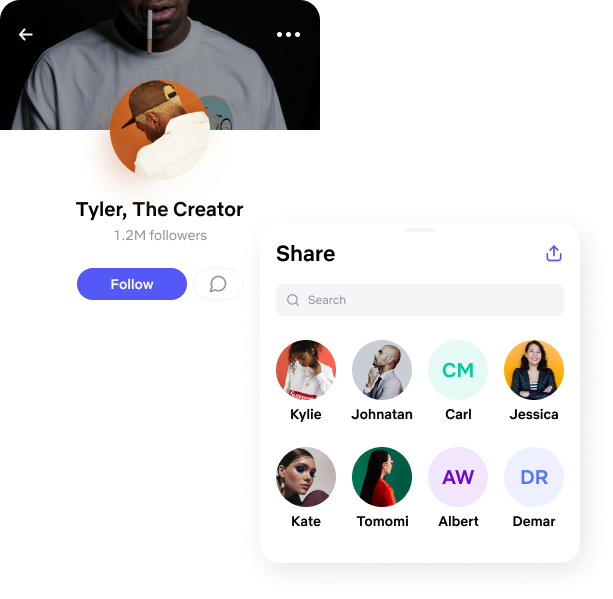 Tyler, The Creator
1.2M followers
Follow
Share
Search
CM
Kylie
Johnatan
Carl
Jessica
AW
DR
Kate
Tomomi
Albert
Demar